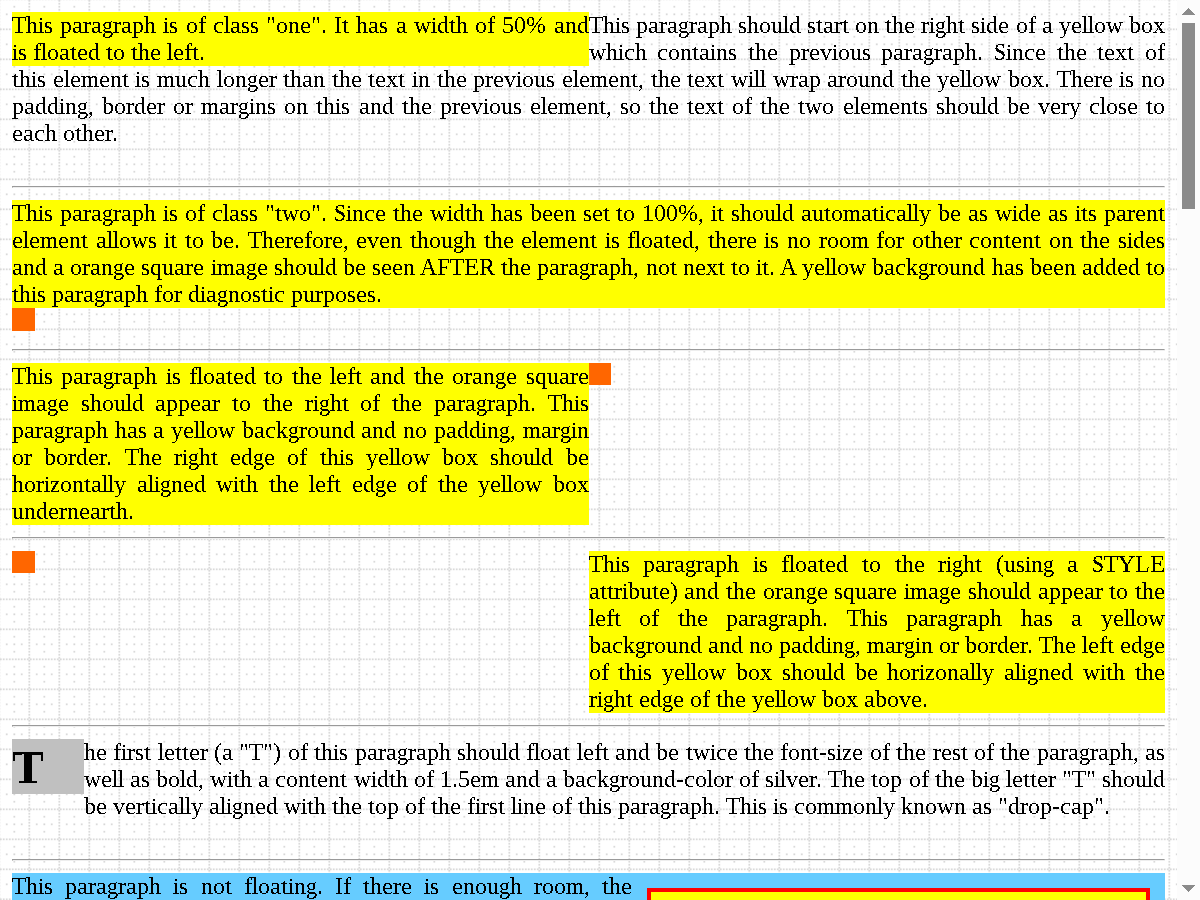 This paragraph is of class "one". It has a width of 50% and
is floated to the left.
This paragraph should start on the right side of a yellow box
which contains the previous paragraph. Since the text of
this element is much longer than the text in the previous element, the text will wrap around the yellow box. There is no
padding, border or margins on this and the previous element, so the text of the two elements should be very close to
each other.
This paragraph is of class "two". Since the width has been set to 100%, it should automatically be as wide as its parent
element allows it to be. Therefore, even though the element is floated, there is no room for other content on the sides
and a orange square image should be seen AFTER the paragraph, not next to it. A yellow background has been added to
this paragraph for diagnostic purposes.
This paragraph is floated to the left and the orange square
image should appear to the right of the paragraph. This
paragraph has a yellow background and no padding, margin
or border. The right edge of this yellow box should be
horizontally aligned with the left edge of the yellow box
undernearth.
This paragraph is floated to the right (using a STYLE
attribute) and the orange square image should appear to the
left of the paragraph. This paragraph has a yellow
background and no padding, margin or border. The left edge
of this yellow box should be horizonally aligned with the
right edge of the yellow box above.
The first letter (a "T") of this paragraph should float left and be twice the font-size of the rest of the paragraph, as
well as bold, with a content width of 1.5em and a background-color of silver. The top of the big letter "T" should
be vertically aligned with the top of the first line of this paragraph. This is commonly known as "drop-cap".
This paragraph is not floating. If there is enough room, the